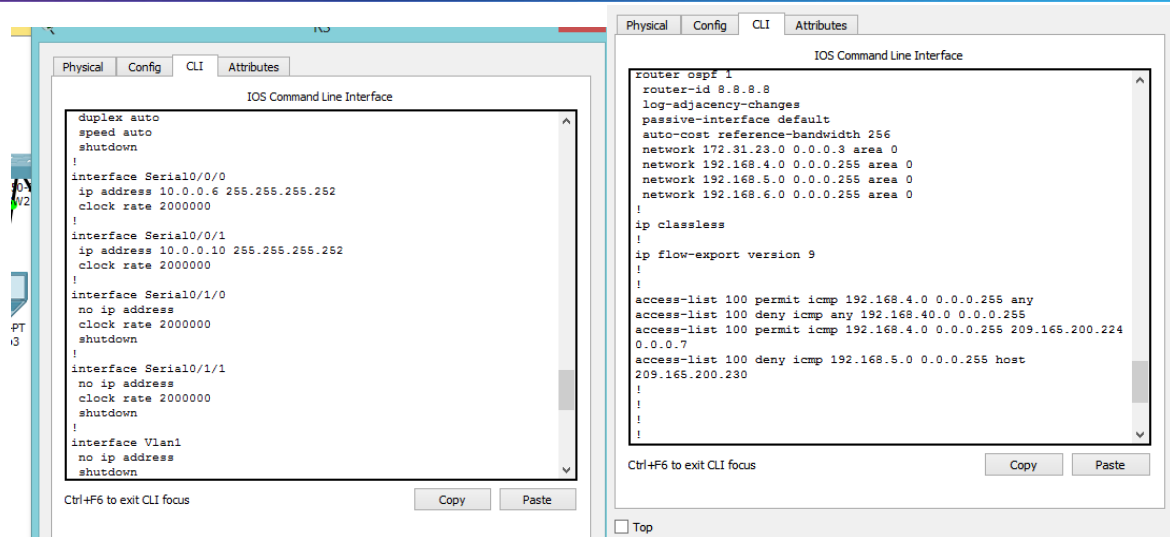 Physical Config CLI Attributes
IOS Command Line Interface
duplex auto
speed auto
shutdown
!
interface Serial0/0/0
ip address 10.0.0.6 255.255.255.252
clock rate 2000000
!
interface Serial0/0/1
ip address 10.0.0.10 255.255.255.252
clock rate 2000000
!
interface Serial0/1/0
no ip address
clock rate 2000000
shutdown
!
interface Serial0/1/1
no ip address
clock rate 2000000
shutdown
!
interface Vlan1
no ip address
shutdown
Ctrl+F6 to exit CLI focus
Copy Paste
Physical Config CLI Attributes
IOS Command Line Interface
router ospf 1
router-id 8.8.8.8
log-adjacency-changes
passive-interface default
auto-cost reference-bandwidth 256
network 172.31.23.0 0.0.0.3 area 0
network 192.168.4.0 0.0.0.255 area 0
network 192.168.5.0 0.0.0.255 area 0
network 192.168.6.0 0.0.0.255 area 0
!
ip classless
!
ip flow-export version 9
!
!
access-list 100 permit icmp 192.168.4.0 0.0.0.255 any
access-list 100 deny icmp any 192.168.40.0 0.0.0.255
access-list 100 permit icmp 192.168.4.0 0.0.0.255 209.165.200.224
0.0.0.7
access-list 100 deny icmp 192.168.5.0 0.0.0.255 host
209.165.200.230
!
!
!
!
Ctrl+F6 to exit CLI focus
Copy Paste
Top